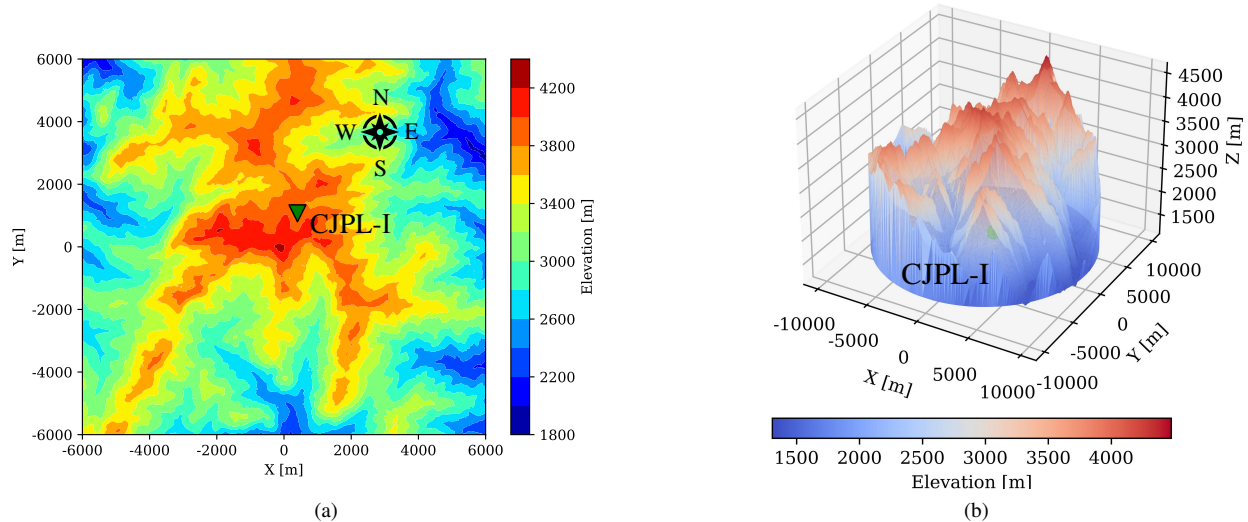 6000
4000
2000
0
-2000
-4000
-6000
Y [m]
-6000 -4000 -2000 0 2000 4000 6000
X [m]
N
W E
S
CJPL-I
4200
3800
3400
3000
2600
2200
1800
Elevation [m]
(a)
4500
4000
3500
3000
2500
2000
1500
Z [m]
CJPL-I
-10000
-5000
0
5000
10000
X [m]
10000
5000
0
-5000
-10000
Y [m]
1500 2000 2500 3000 3500 4000
Elevation [m]
(b)